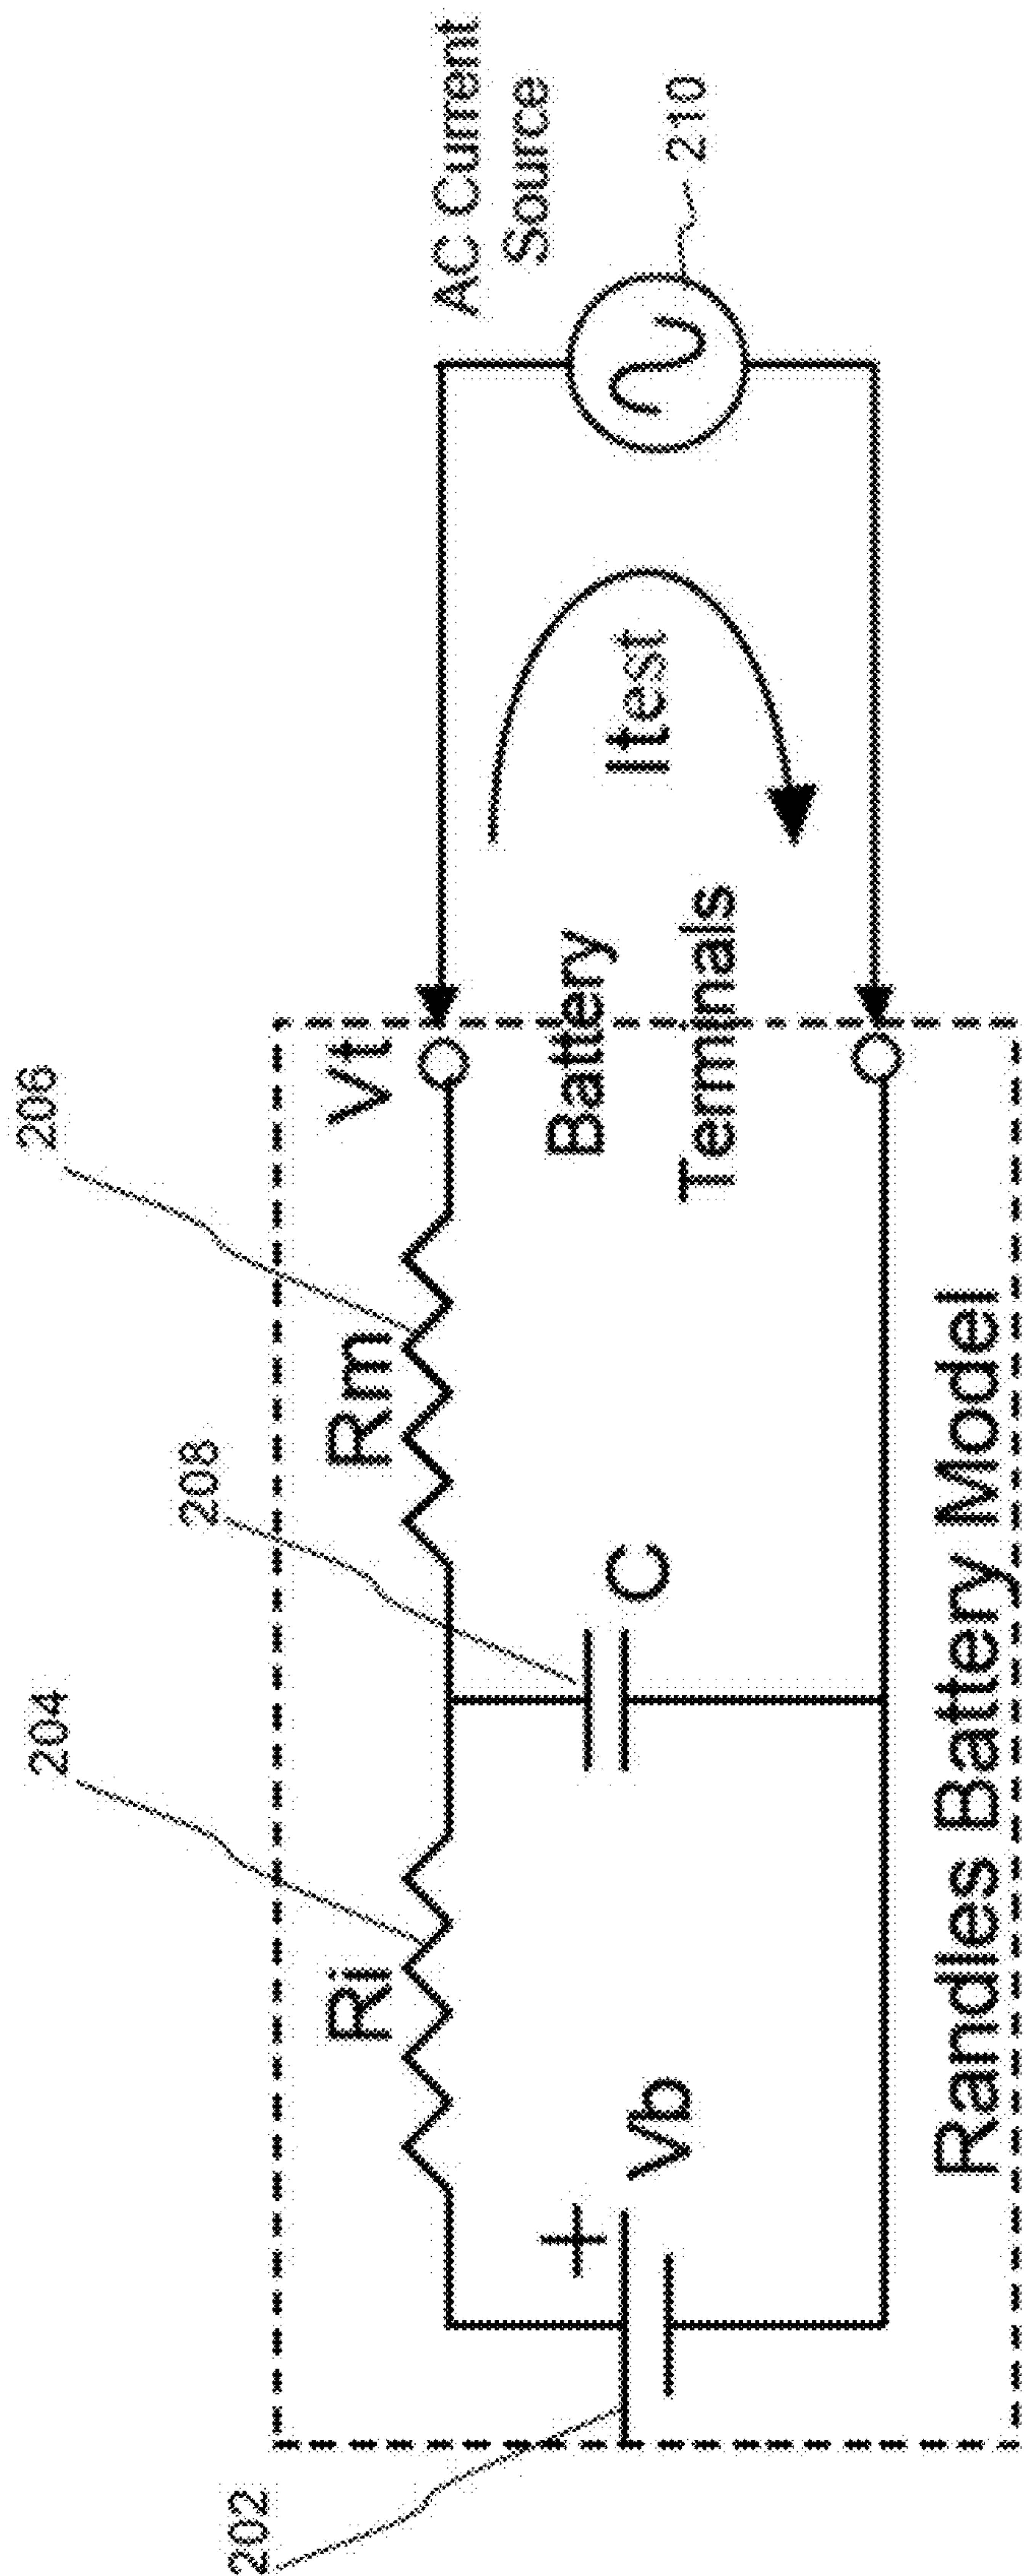 206
204
208
202
AC Current
Source
210
Vt
Rm
Ri
Battery
Terminals
Itest
C
+
Vb
Randles Battery Model